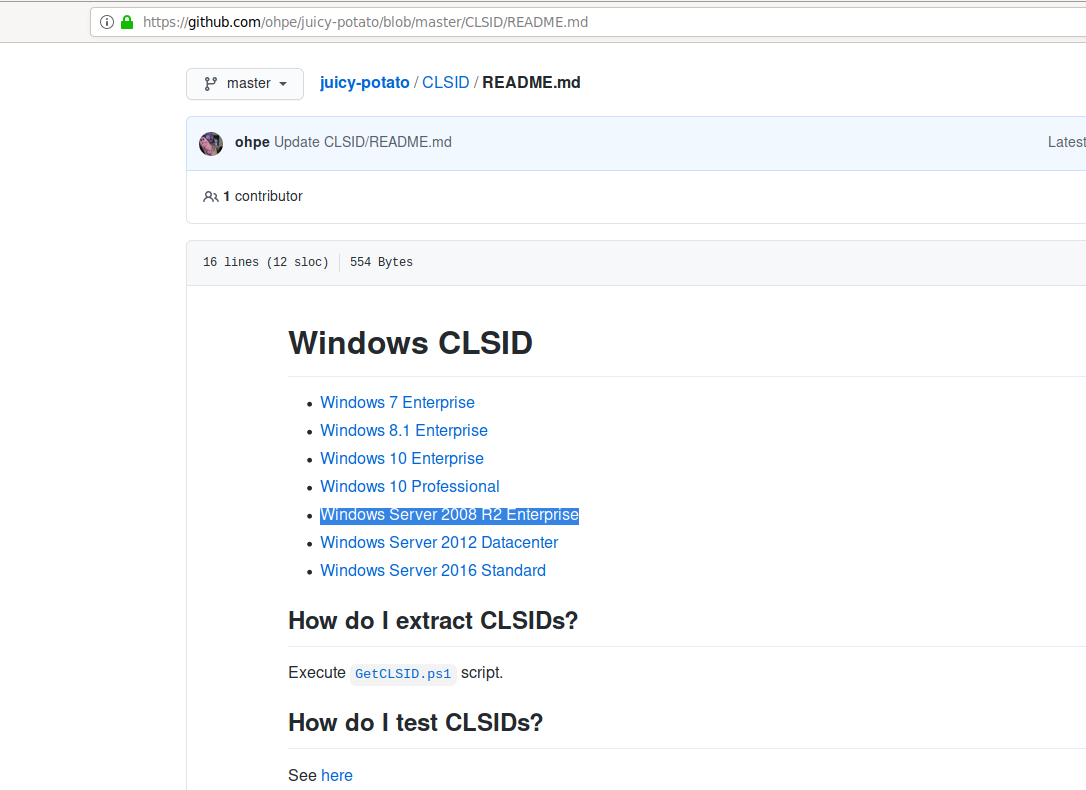 https://github.com/ohpe/juicy-potato/blob/master/CLSID/README.md
master juicy-potato / CLSID / README.md
ohpe Update CLSID/README.md Latest
1 contributor
16 lines (12 sloc) 554 Bytes
Windows CLSID
Windows 7 Enterprise
Windows 8.1 Enterprise
Windows 10 Enterprise
Windows 10 Professional
Windows Server 2008 R2 Enterprise
Windows Server 2012 Datacenter
Windows Server 2016 Standard
How do I extract CLSIDs?
Execute GetCLSID.ps1 script.
How do I test CLSIDs?
See here